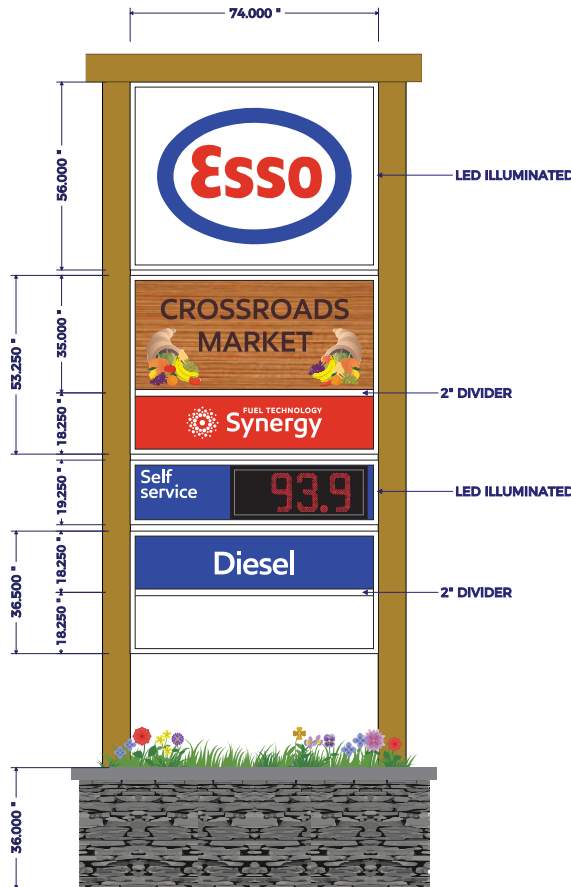 74.000 "
56.000 "
Esso
LED ILLUMINATED
53.250 "
35.000 "
CROSSROADS
MARKET
2" DIVIDER
18.250 "
FUEL TECHNOLOGY
Synergy
19.250 "
Self
service
93.9
LED ILLUMINATED
36.500 "
18.250 "
Diesel
2" DIVIDER
18.250 "
36.000 "